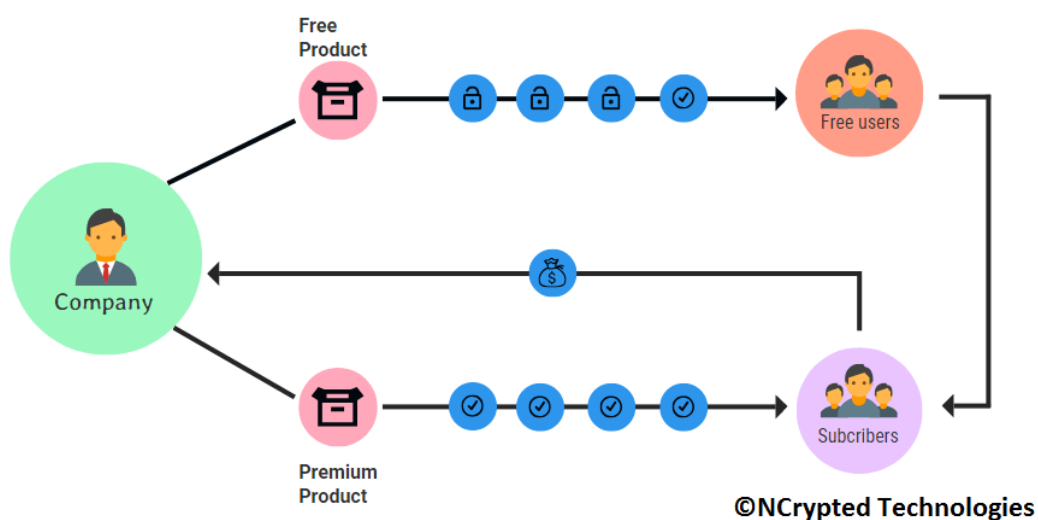 Free
Product
Free users
Company
$
Subcribers
Premium
Product
©NCrypted Technologies